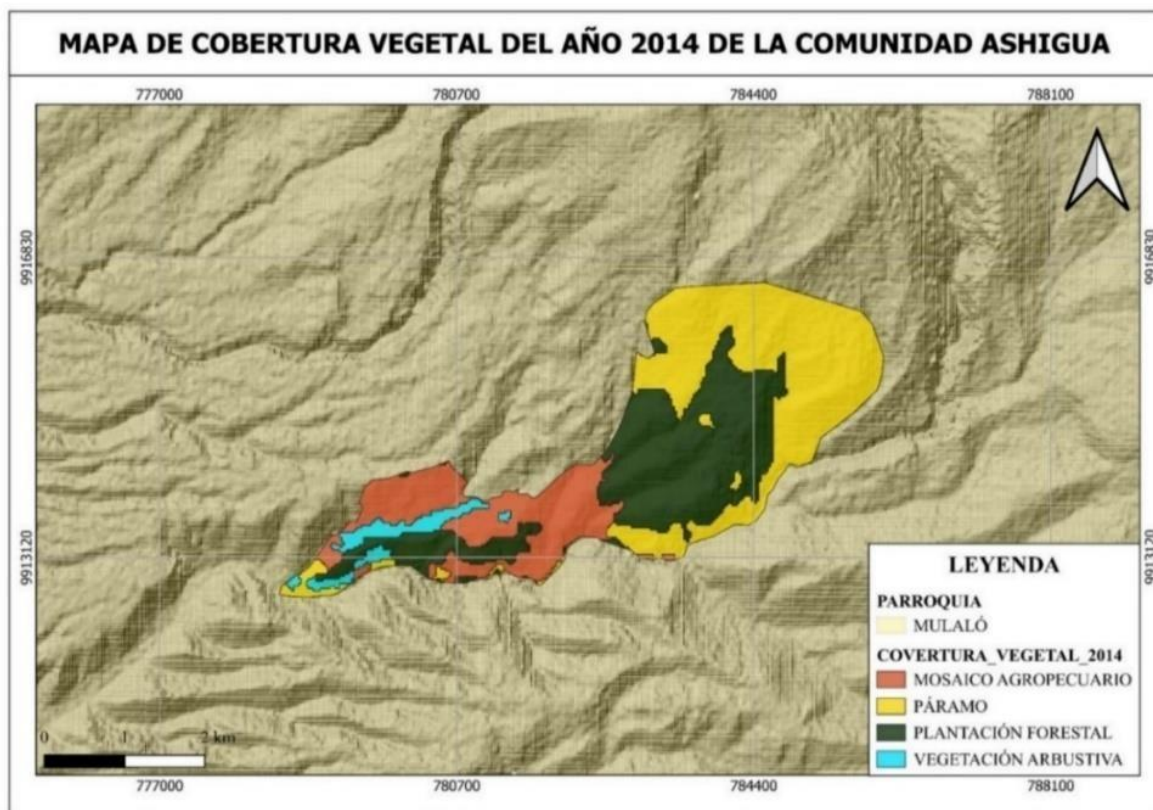 MAPA DE COBERTURA VEGETAL DEL AÑO 2014 DE LA COMUNIDAD ASHIGUA
777000 780700 784400 788100
9916830 9916830
9913120 9913120
LEYENDA
PARROQUIA
MULALÓ
COVERTURA_VEGETAL_2014
MOSAICO AGROPECUARIO
PÁRAMO
PLANTACIÓN FORESTAL
VEGETACIÓN ARBUSTIVA
0 1 2 km
777000 780700 784400 788100